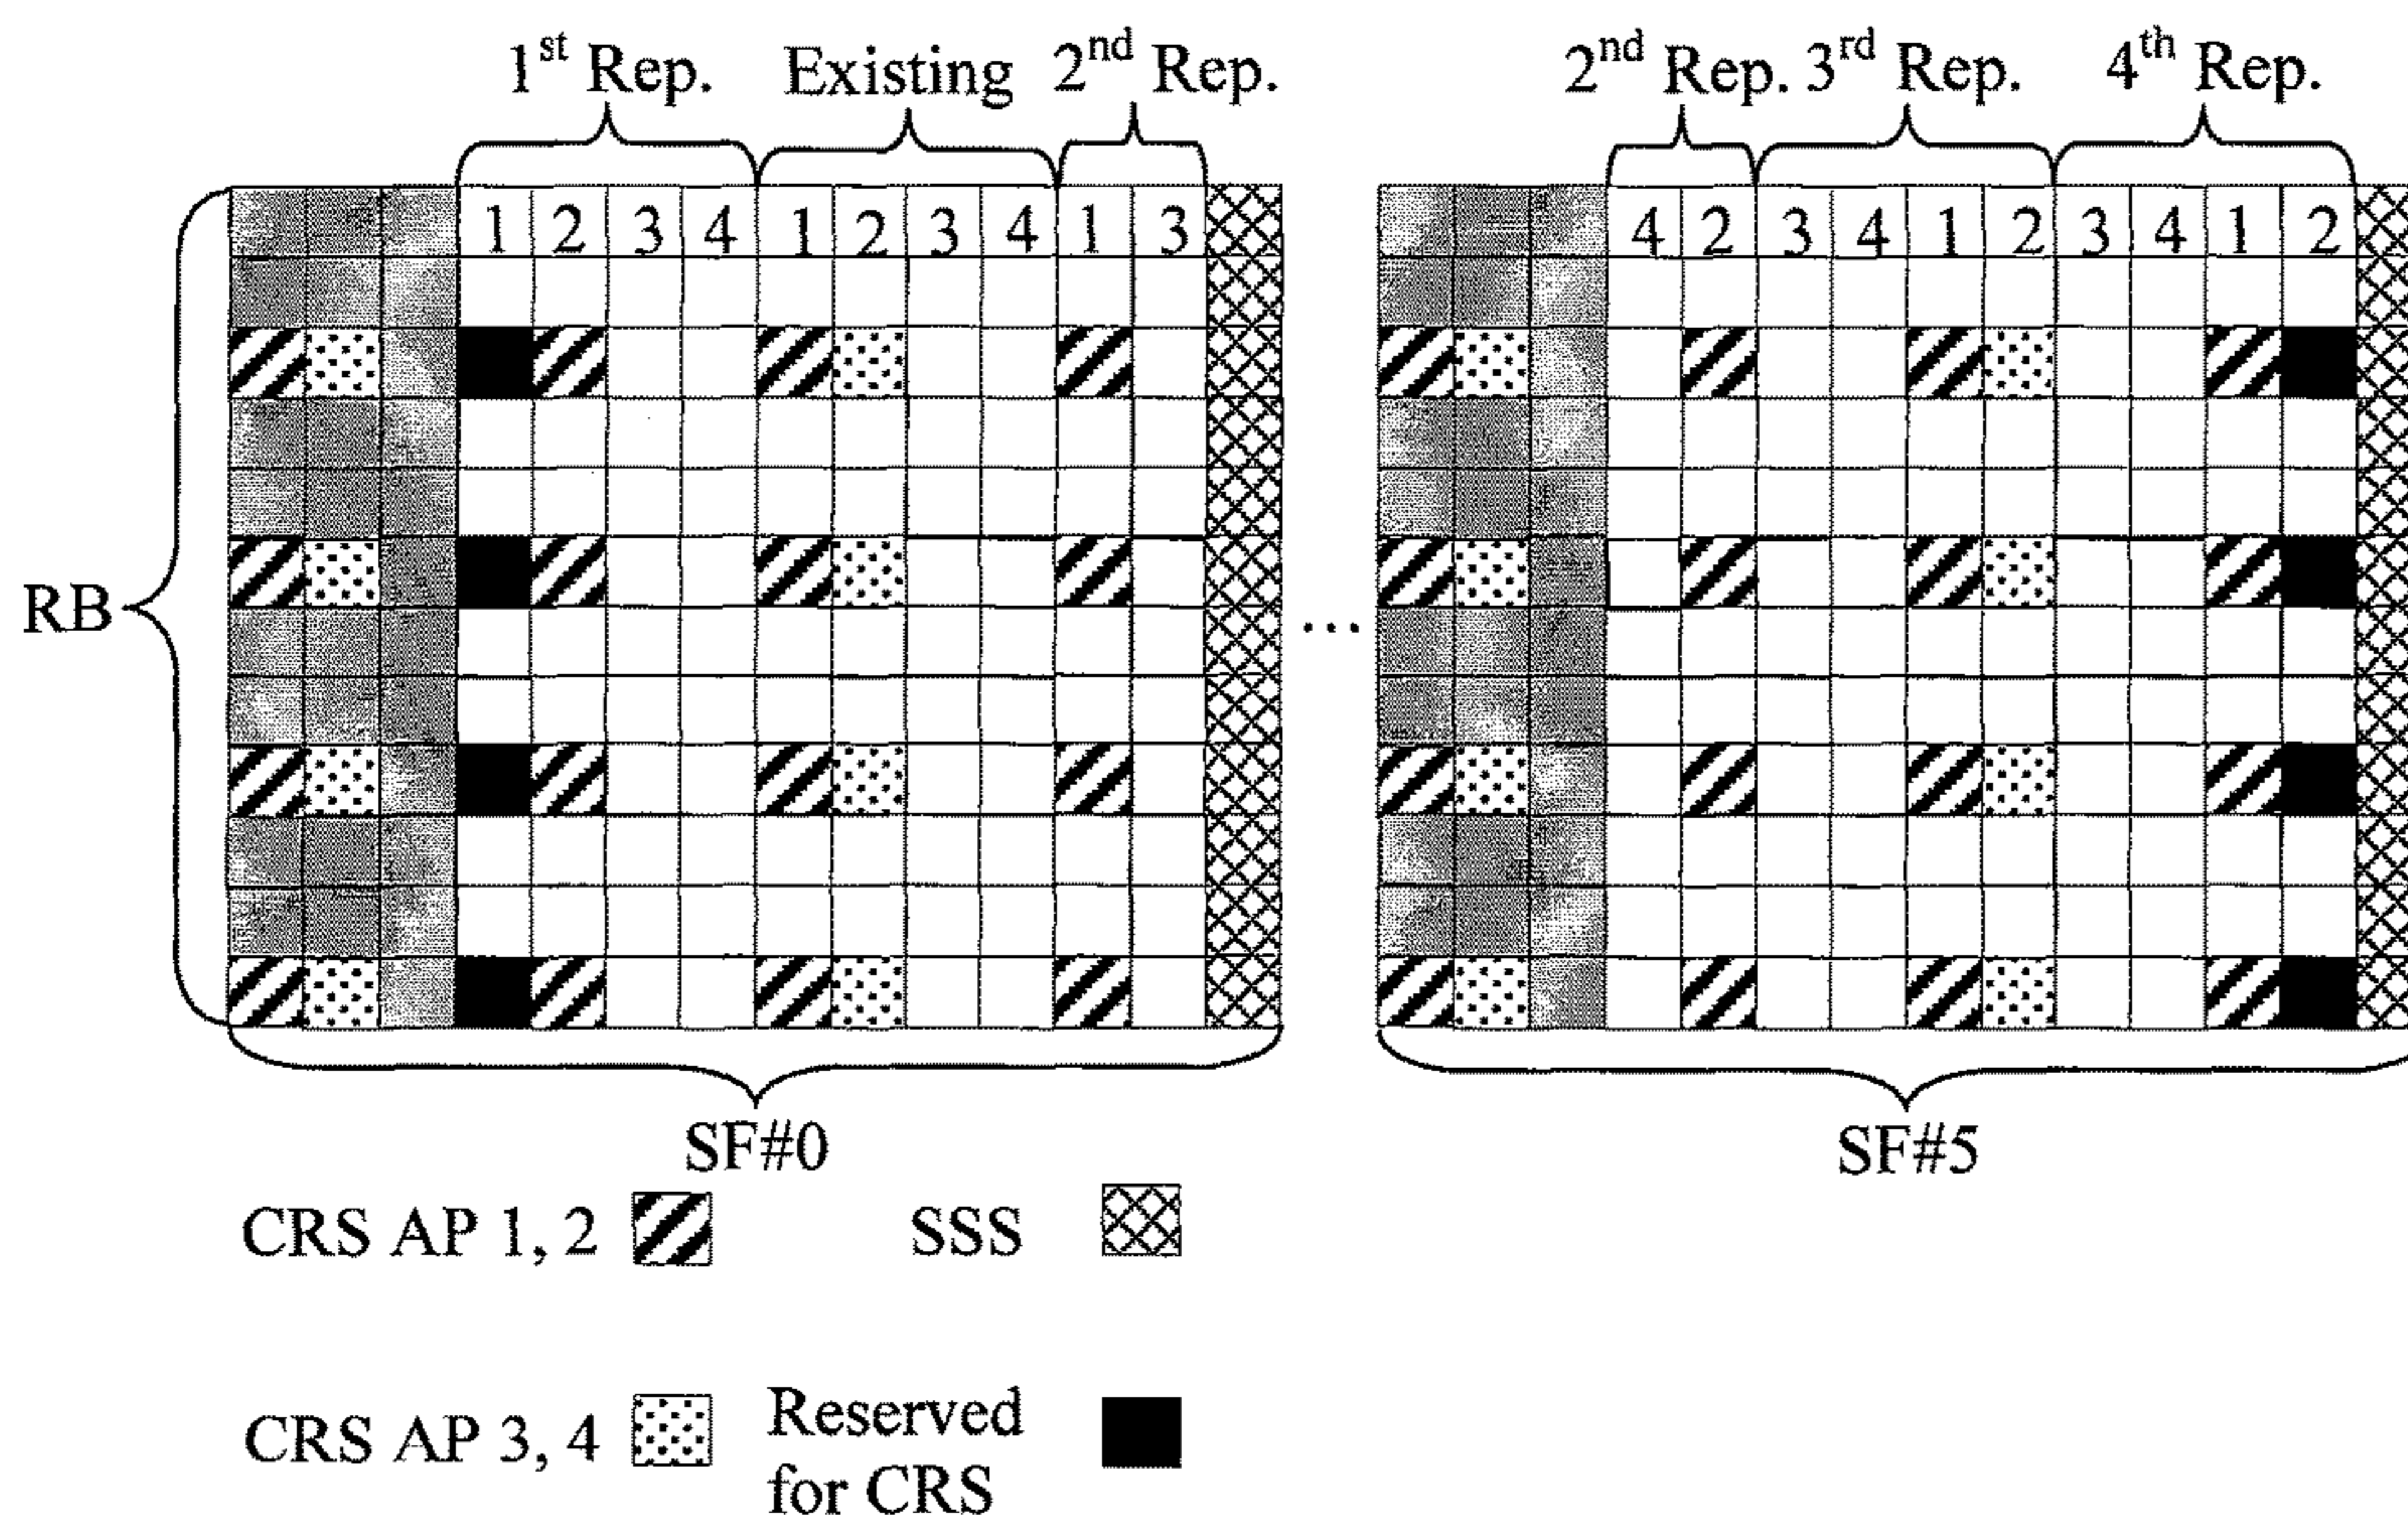 1st Rep. Existing 2nd Rep. 2nd Rep. 3rd Rep. 4th Rep.
1 2 3 4 1 2 3 4 1 3 4 2 3 4 1 2 3 4 1 2
RB
...
SF#0 SF#5
CRS AP 1, 2 SSS
CRS AP 3, 4 Reserved
for CRS